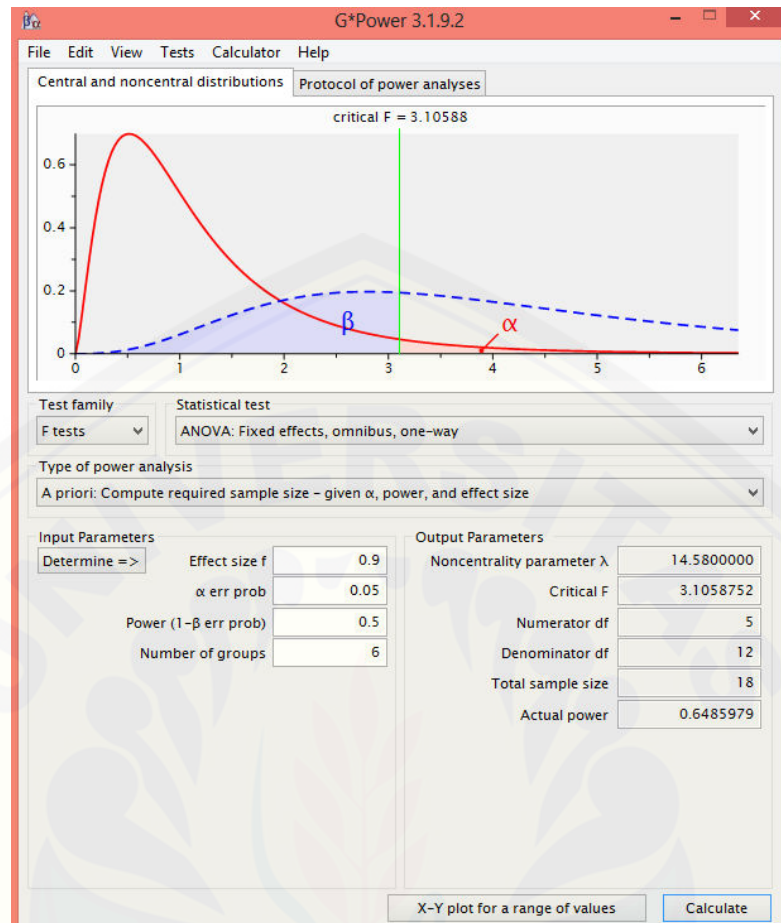 βα G*Power 3.1.9.2
File Edit View Tests Calculator Help
Central and noncentral distributions Protocol of power analyses
critical F = 3.10588
0.6
0.4
0.2
β α
0
0 1 2 3 4 5 6
Test family Statistical test
F tests ANOVA: Fixed effects, omnibus, one-way
Type of power analysis
A priori: Compute required sample size – given α, power, and effect size
Input Parameters Output Parameters
Determine => Effect size f 0.9 Noncentrality parameter λ 14.5800000
α err prob 0.05 Critical F 3.1058752
Power (1-β err prob) 0.5 Numerator df 5
Number of groups 6 Denominator df 12
Total sample size 18
Actual power 0.6485979
X-Y plot for a range of values Calculate
UNIVERSITAS